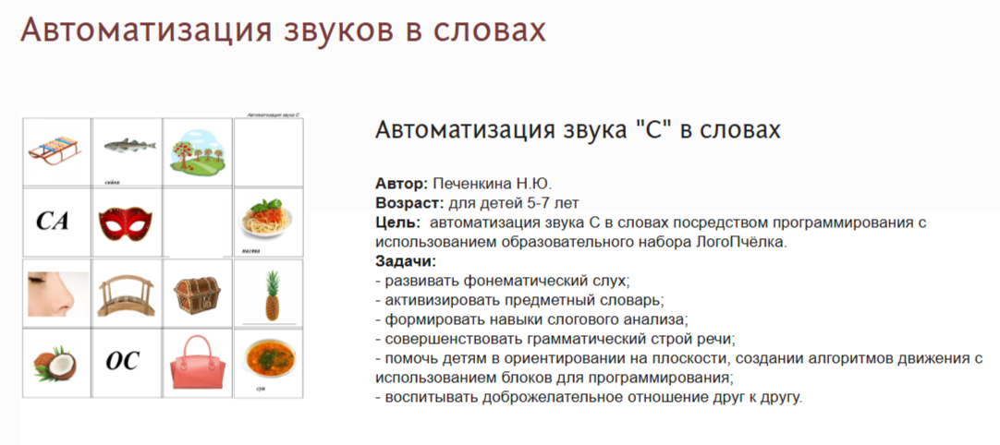 Автоматизация звуков в словах
Автоматизация звука С
сайка
СА
паста
ОС
суп
Автоматизация звука "С" в словах
Автор: Печенкина Н.Ю.
Возраст: для детей 5-7 лет
Цель: автоматизация звука С в словах посредством программирования с
использованием образовательного набора ЛогоПчёлка.
Задачи:
- развивать фонематический слух;
- активизировать предметный словарь;
- формировать навыки слогового анализа;
- совершенствовать грамматический строй речи;
- помочь детям в ориентировании на плоскости, создании алгоритмов движения с
использованием блоков для программирования;
- воспитывать доброжелательное отношение друг к другу.